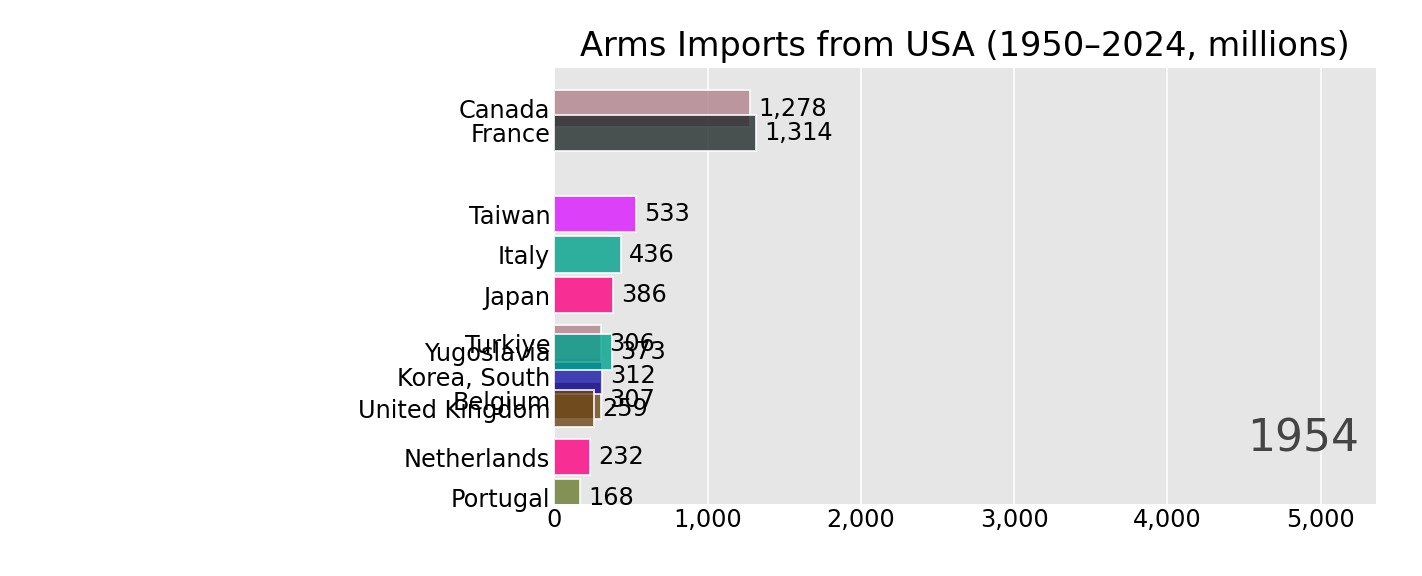 Arms Imports from USA (1950–2024, millions)
Canada 1,278
France 1,314
Taiwan 533
Italy 436
Japan 386
Turkiye 306
Yugoslavia 373
Korea, South 312
Belgium 307
United Kingdom 259
1954
Netherlands 232
Portugal 168
0 1,000 2,000 3,000 4,000 5,000